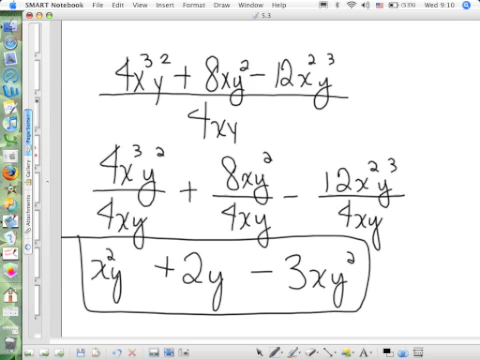 SMART Notebook File Edit View Insert Format Draw Window Help Wed 9:10
5.3
4x³y² + 8xy² - 12x²y³
4xy
4x³y²/4xy + 8xy²/4xy - 12x²y³/4xy
x²y + 2y - 3xy²